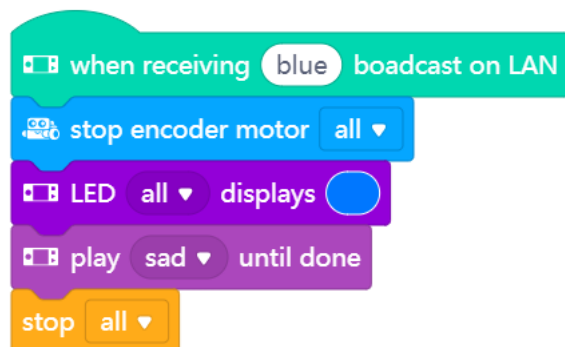 when receiving blue boadcast on LAN
stop encoder motor all
LED all displays
play sad until done
stop all